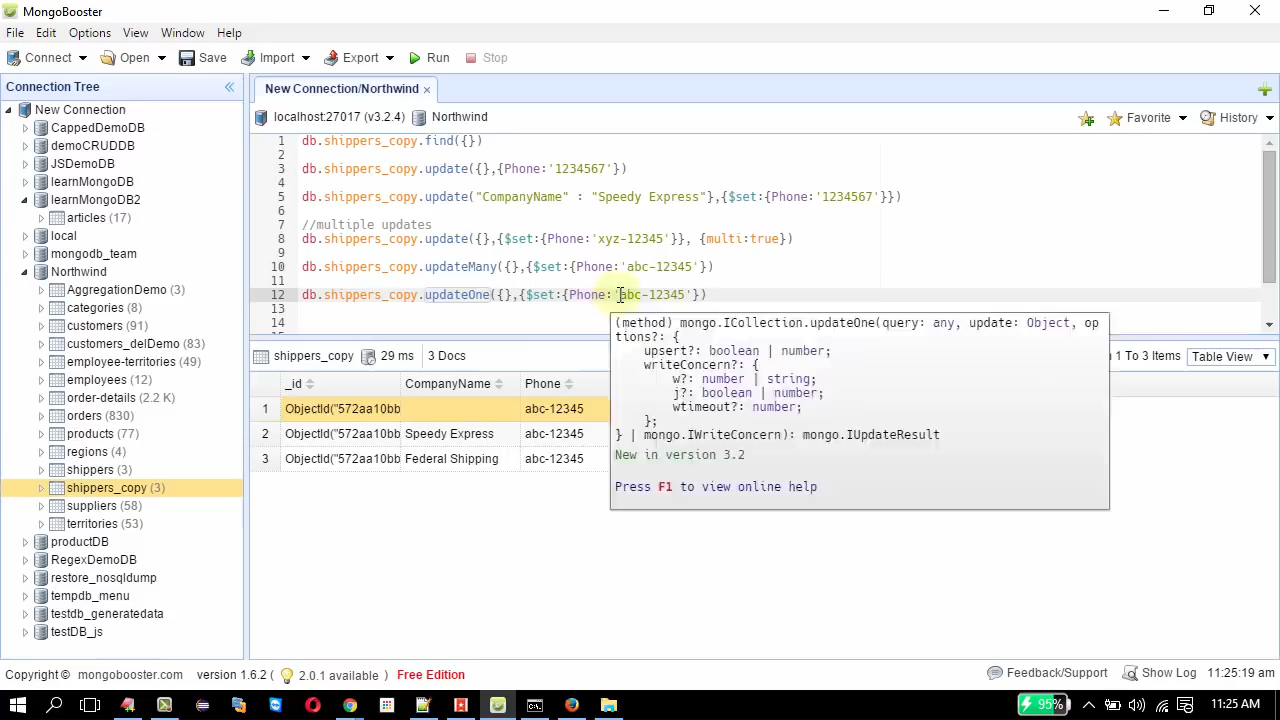 MongoBooster
File Edit Options View Window Help
Connect Open Save Import Export Run Stop
Connection Tree
New Connection
CappedDemoDB
demoCRUDDB
JSDemoDB
learnMongoDB
learnMongoDB2
articles (17)
local
mongodb_team
Northwind
AggregationDemo (3)
categories (8)
customers (91)
customers_delDemo (83)
employee-territories (49)
employees (12)
order-details (2.2 K)
orders (830)
products (77)
regions (4)
shippers (3)
shippers_copy (3)
suppliers (58)
territories (53)
productDB
RegexDemoDB
restore_nosqldump
tempdb_menu
testdb_generatedata
testDB_js
New Connection/Northwind ×
localhost:27017 (v3.2.4) Northwind Favorite History
1 db.shippers_copy.find({})
2
3 db.shippers_copy.update({},{Phone:'1234567'})
4
5 db.shippers_copy.update("CompanyName" : "Speedy Express"},{$set:{Phone:'1234567'}})
6
7 //multiple updates
8 db.shippers_copy.update({},{$set:{Phone:'xyz-12345'}}, {multi:true})
9
10 db.shippers_copy.updateMany({},{$set:{Phone:'abc-12345'})
11
12 db.shippers_copy.updateOne({},{$set:{Phone:'abc-12345'})
13
14
(method) mongo.ICollection.updateOne(query: any, update: Object, op
tions?: {
upsert?: boolean | number;
writeConcern?: {
w?: number | string;
j?: boolean | number;
wtimeout?: number;
};
} | mongo.IWriteConcern): mongo.IUpdateResult
New in version 3.2
Press F1 to view online help
shippers_copy 29 ms 3 Docs 1 To 3 Items Table View
_id CompanyName Phone
1 ObjectId("572aa10bb abc-12345
2 ObjectId("572aa10bb Speedy Express abc-12345
3 ObjectId("572aa10bb Federal Shipping abc-12345
Copyright © mongobooster.com version 1.6.2 ( 2.0.1 available ) Free Edition Feedback/Support Show Log 11:25:19 am
95% 11:25 AM